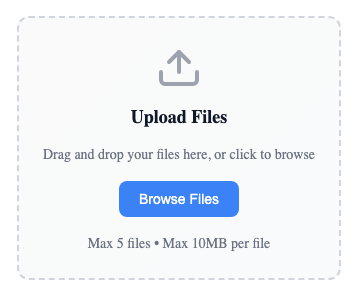 Upload Files
Drag and drop your files here, or click to browse
Browse Files
Max 5 files • Max 10MB per file